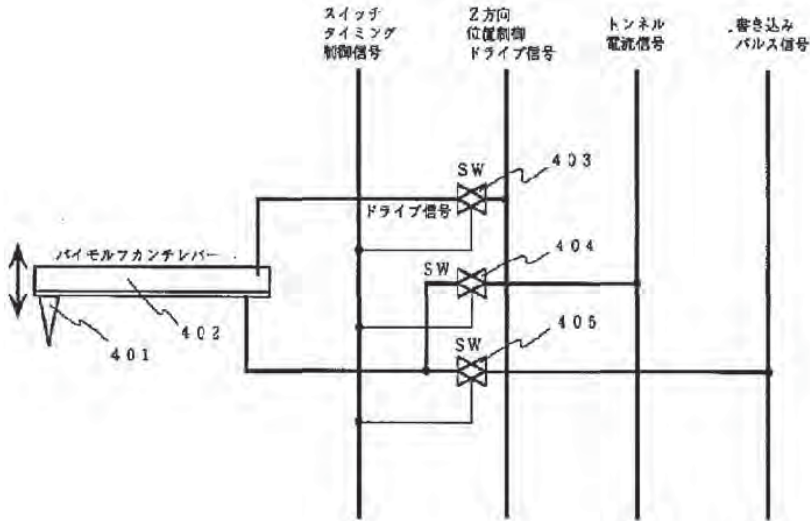 スイッチ
タイミング
制御信号
Z方向
位置制御
ドライブ信号
トンネル
電流信号
書き込み
パルス信号
SW
403
ドライブ信号
バイモルフカンチレバー
SW
404
401
402
SW
405